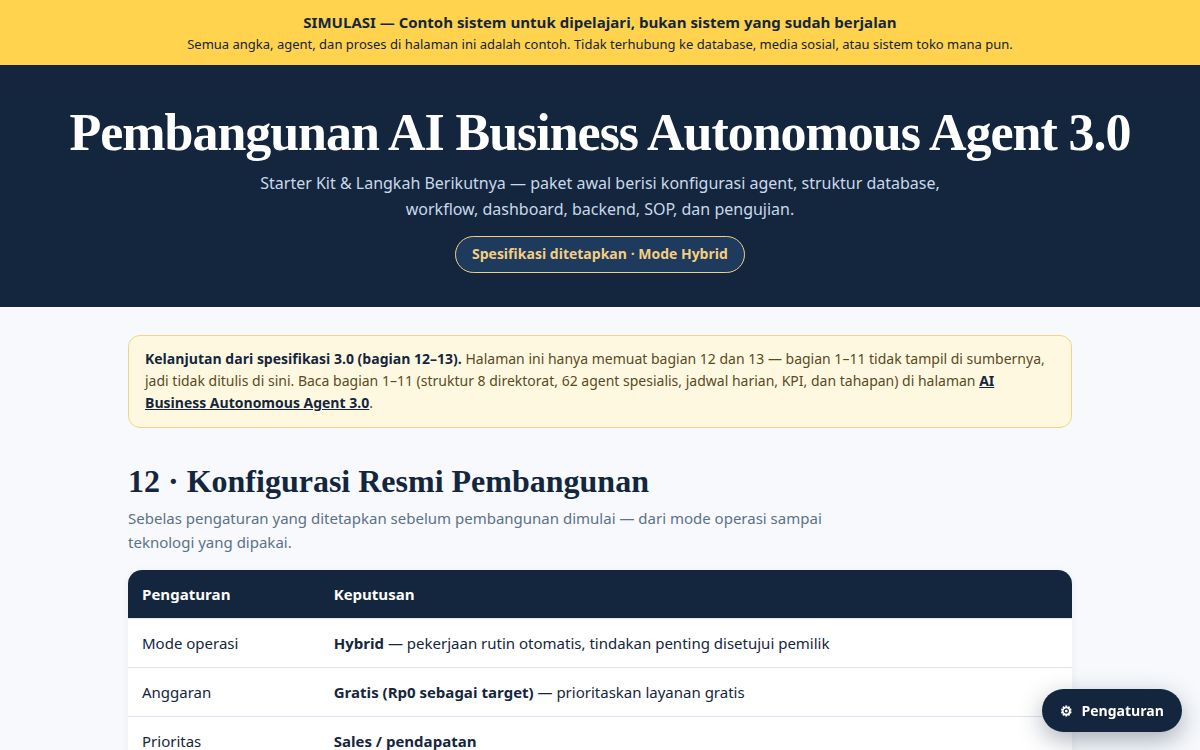 SIMULASI — Contoh sistem untuk dipelajari, bukan sistem yang sudah berjalan
Semua angka, agent, dan proses di halaman ini adalah contoh. Tidak terhubung ke database, media sosial, atau sistem toko mana pun.
Pembangunan AI Business Autonomous Agent 3.0
Starter Kit & Langkah Berikutnya — paket awal berisi konfigurasi agent, struktur database,
workflow, dashboard, backend, SOP, dan pengujian.
Spesifikasi ditetapkan · Mode Hybrid
Kelanjutan dari spesifikasi 3.0 (bagian 12–13). Halaman ini hanya memuat bagian 12 dan 13 — bagian 1–11 tidak tampil di sumbernya,
jadi tidak ditulis di sini. Baca bagian 1–11 (struktur 8 direktorat, 62 agent spesialis, jadwal harian, KPI, dan tahapan) di halaman AI
Business Autonomous Agent 3.0.
12 · Konfigurasi Resmi Pembangunan
Sebelas pengaturan yang ditetapkan sebelum pembangunan dimulai — dari mode operasi sampai
teknologi yang dipakai.
Pengaturan Keputusan
Mode operasi Hybrid — pekerjaan rutin otomatis, tindakan penting disetujui pemilik
Anggaran Gratis (Rp0 sebagai target) — prioritaskan layanan gratis
⚙ Pengaturan
Prioritas Sales / pendapatan